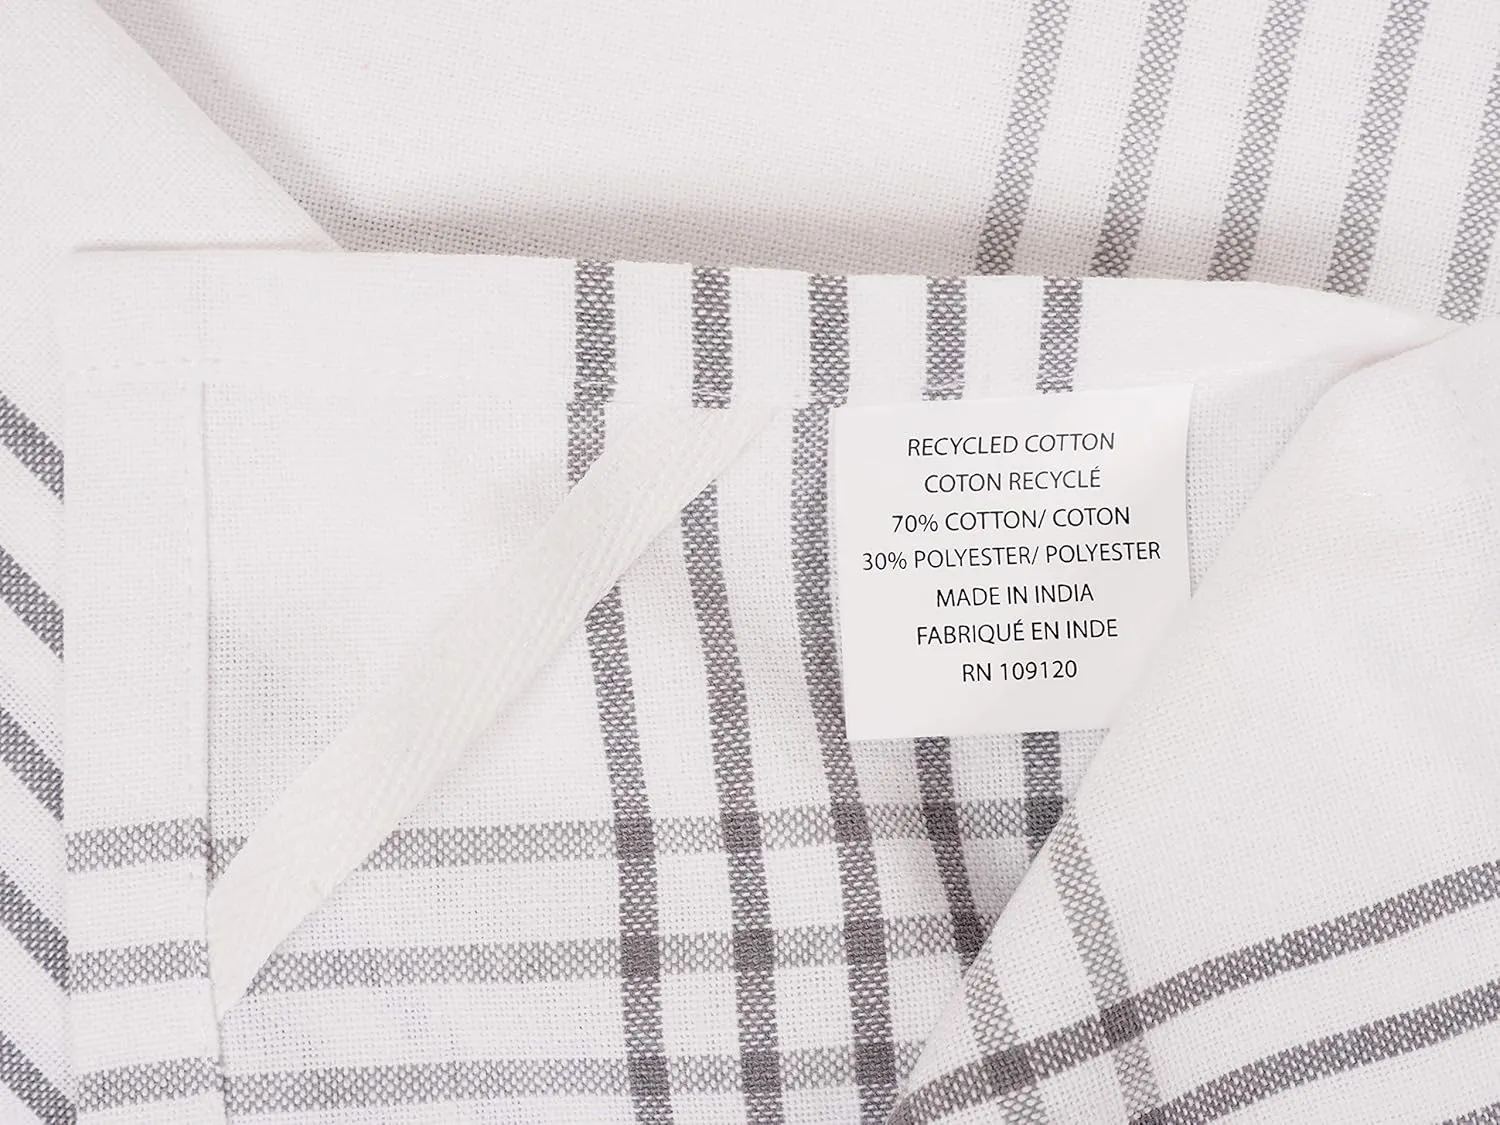 RECYCLED COTTON
COTON RECYCLÉ
70% COTTON/ COTON
30% POLYESTER/ POLYESTER
MADE IN INDIA
FABRIQUÉ EN INDE
RN 109120